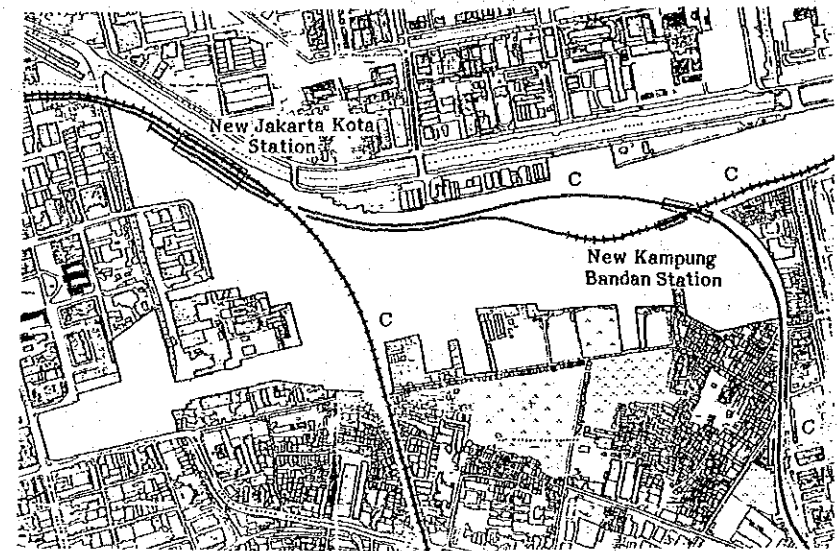 New Jakarta Kota
Station
C
C
New Kampung
Bandan Station
C
C